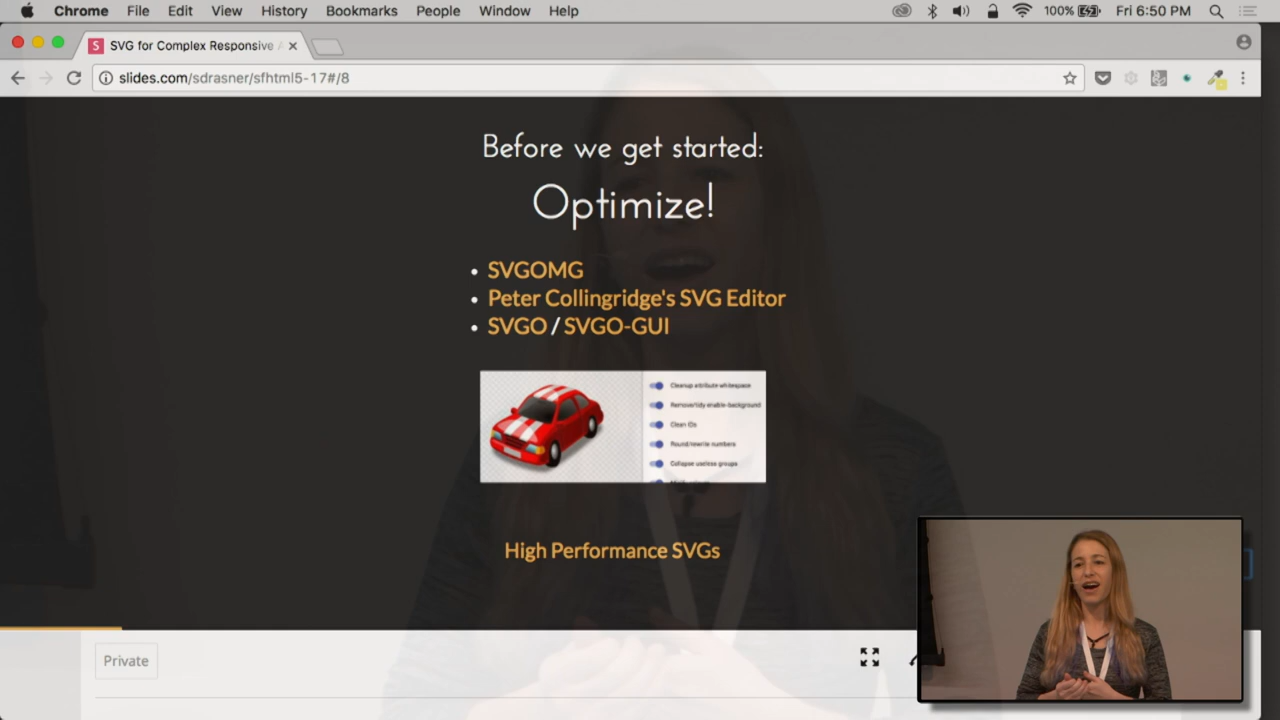 Chrome File Edit View History Bookmarks People Window Help 100% Fri 6:50 PM
S SVG for Complex Responsive
slides.com/sdrasner/sfhtml5-17#/8
Before we get started:
Optimize!
SVGOMG
Peter Collingridge's SVG Editor
SVGO / SVGO-GUI
Cleanup attribute whitespace
Remove/tidy enable-background
Clean IDs
Round/rewrite numbers
Collapse useless groups
High Performance SVGs
Private